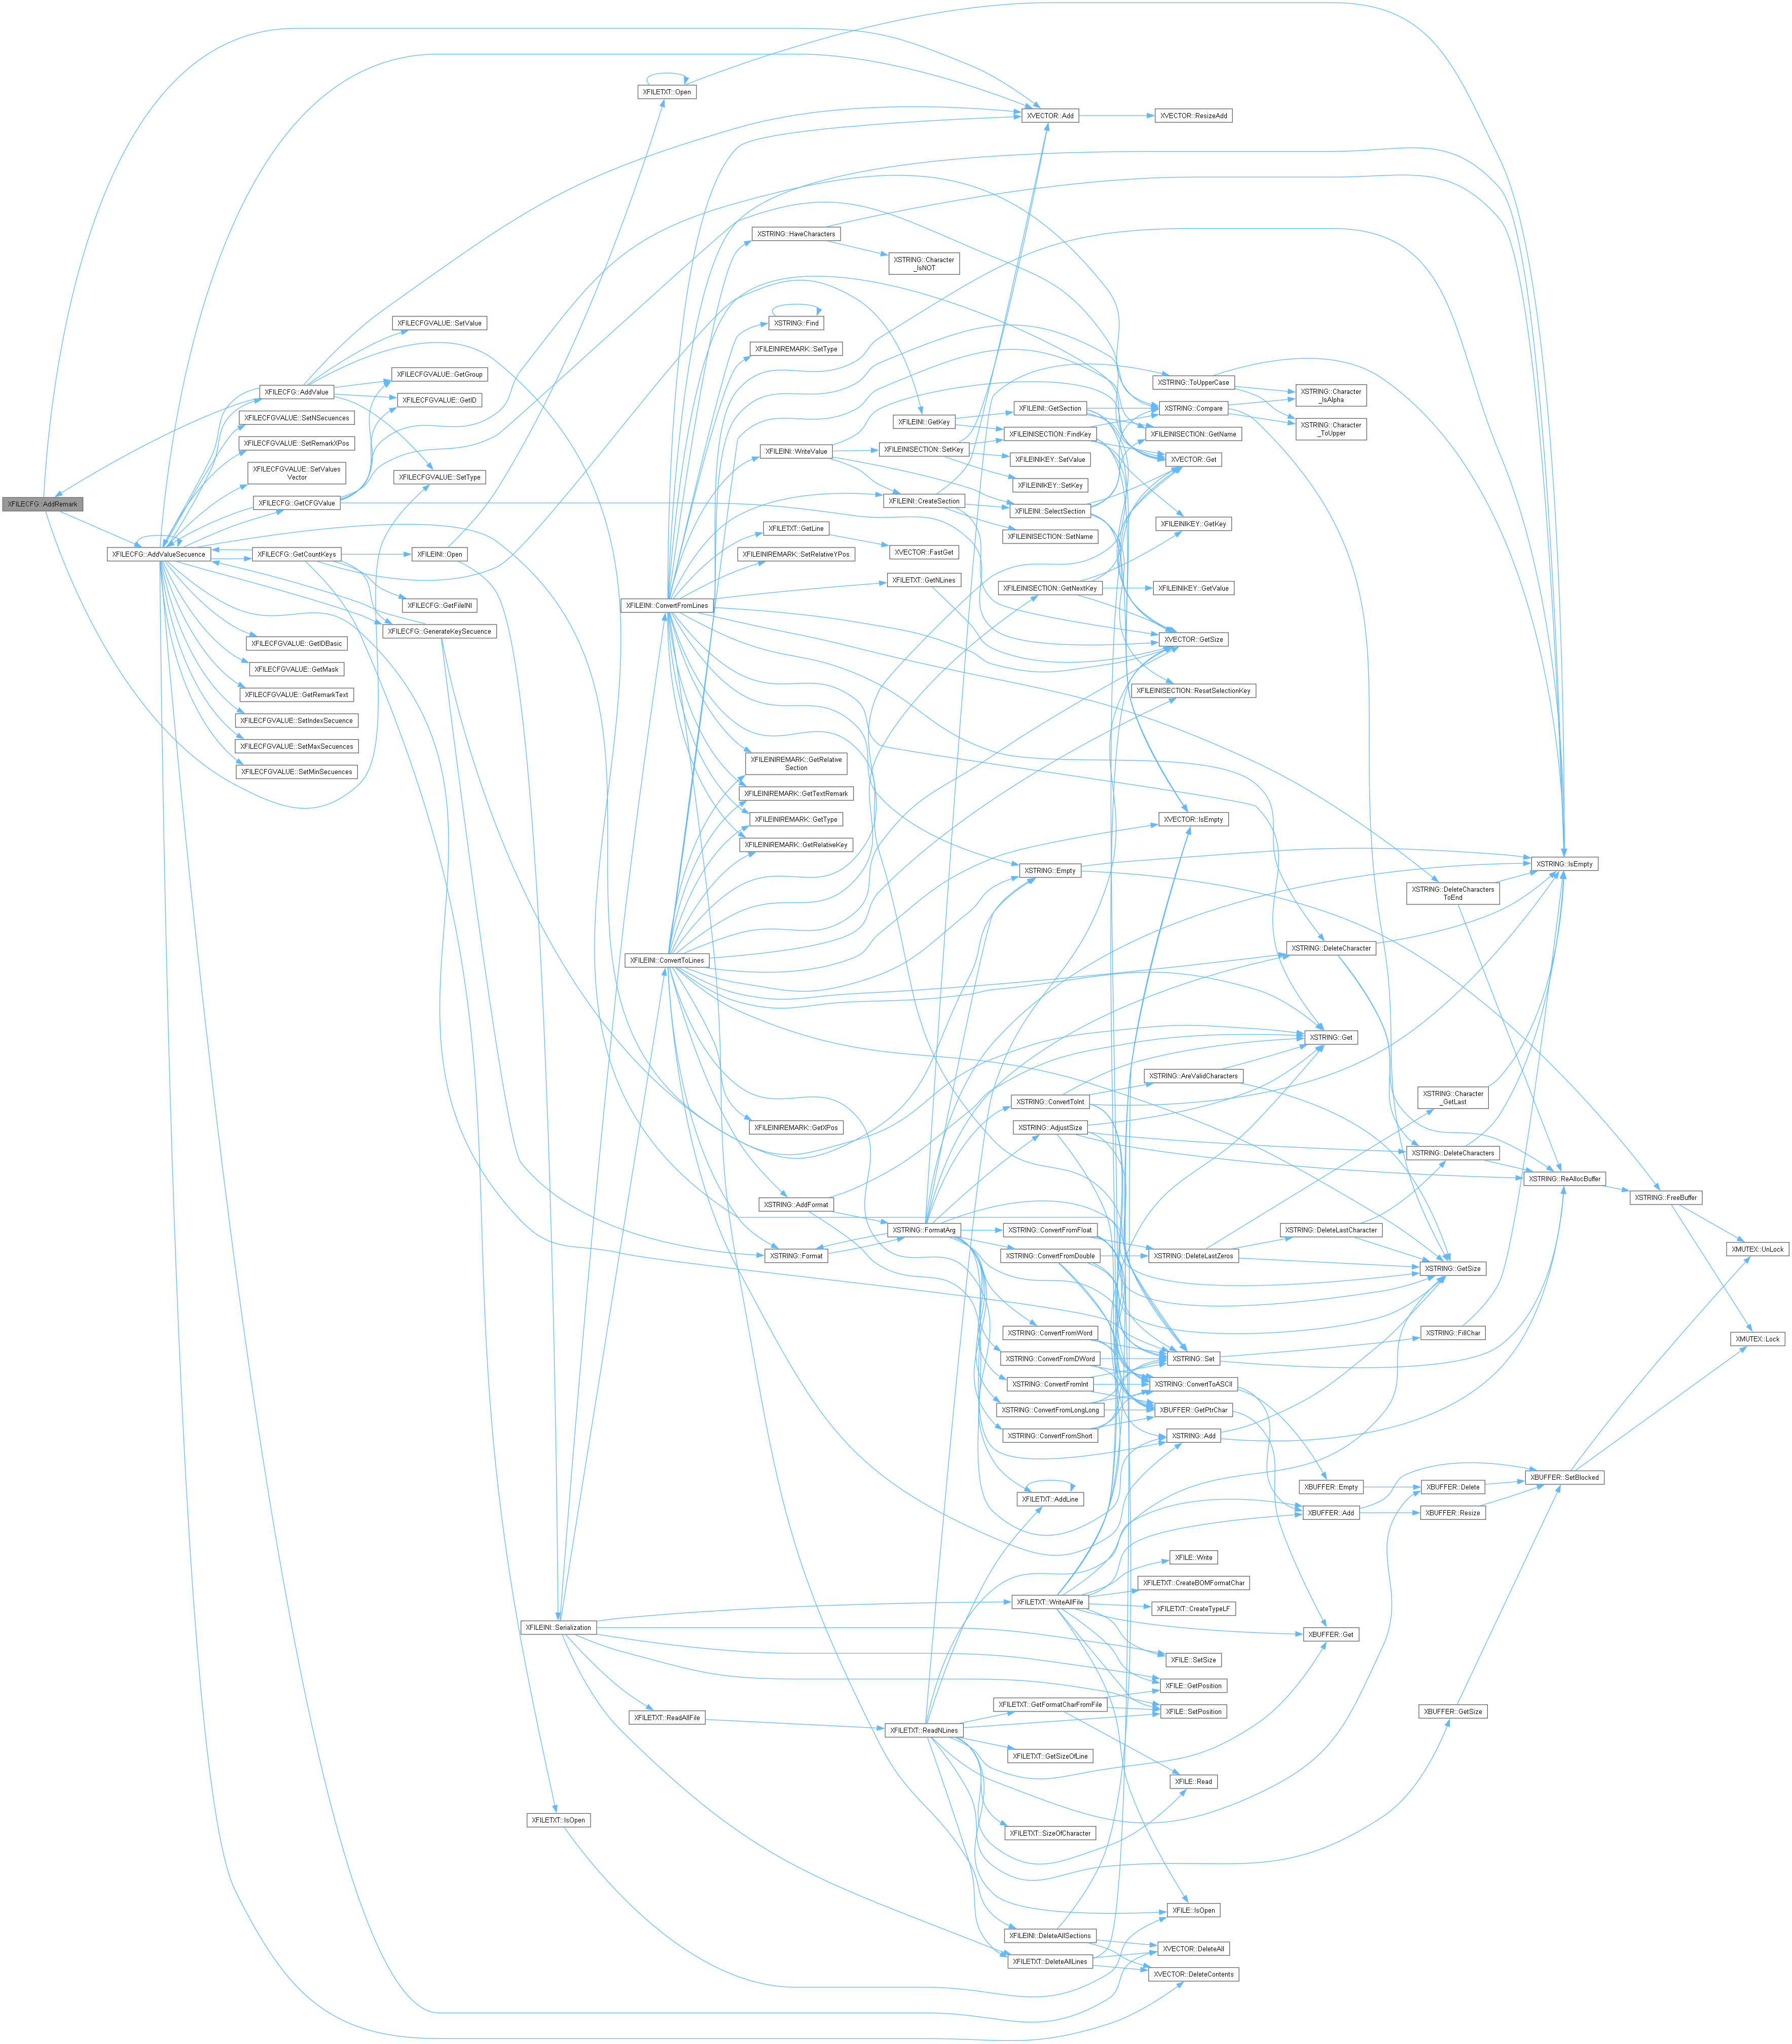 XFILECFG::AddRemark
XFILECFG::AddValueSecuence
XFILECFGVALUE::SetValue
XFILECFGVALUE::GetGroup
XFILECFG::AddValue
XFILECFGVALUE::GetID
XFILECFGVALUE::SetNSecuences
XFILECFGVALUE::SetRemarkXPos
XFILECFGVALUE::SetValues
Vector
XFILECFGVALUE::SetType
XFILECFG::GetCFGValue
XFILECFG::GetCountKeys
XFILEINI::Open
XFILECFG::GetFileINI
XFILECFG::GenerateKeySecuence
XFILECFGVALUE::GetIDBasic
XFILECFGVALUE::GetMask
XFILECFGVALUE::GetRemarkText
XFILECFGVALUE::SetIndexSecuence
XFILECFGVALUE::SetMaxSecuences
XFILECFGVALUE::SetMinSecuences
XFILEINI::Serialization
XFILETXT::IsOpen
XFILETXT::Open
XFILEINI::ConvertFromLines
XFILEINI::ConvertToLines
XFILETXT::ReadAllFile
XSTRING::HaveCharacters
XSTRING::Find
XFILEINIREMARK::SetType
XFILEINI::WriteValue
XFILETXT::GetLine
XFILEINIREMARK::SetRelativeYPos
XFILEINIREMARK::GetRelative
Section
XFILEINIREMARK::GetTextRemark
XFILEINIREMARK::GetType
XFILEINIREMARK::GetRelativeKey
XFILEINIREMARK::GetXPos
XSTRING::AddFormat
XSTRING::Format
XSTRING::Character
_IsNOT
XFILEINI::GetKey
XFILEINISECTION::SetKey
XFILEINI::CreateSection
XVECTOR::FastGet
XFILETXT::GetNLines
XSTRING::FormatArg
XFILETXT::ReadNLines
XVECTOR::Add
XFILEINI::GetSection
XFILEINISECTION::FindKey
XFILEINIKEY::SetValue
XFILEINIKEY::SetKey
XFILEINI::SelectSection
XFILEINISECTION::SetName
XFILEINISECTION::GetNextKey
XSTRING::Empty
XSTRING::ConvertToInt
XSTRING::AdjustSize
XSTRING::ConvertFromFloat
XSTRING::ConvertFromDouble
XSTRING::ConvertFromWord
XSTRING::ConvertFromDWord
XSTRING::ConvertFromInt
XSTRING::ConvertFromLongLong
XSTRING::ConvertFromShort
XFILETXT::AddLine
XFILETXT::WriteAllFile
XFILETXT::GetFormatCharFromFile
XFILETXT::GetSizeOfLine
XFILETXT::SizeOfCharacter
XFILEINI::DeleteAllSections
XFILETXT::DeleteAllLines
XVECTOR::ResizeAdd
XSTRING::ToUpperCase
XSTRING::Compare
XFILEINISECTION::GetName
XVECTOR::Get
XFILEINIKEY::GetKey
XFILEINIKEY::GetValue
XVECTOR::GetSize
XFILEINISECTION::ResetSelectionKey
XVECTOR::IsEmpty
XSTRING::AreValidCharacters
XSTRING::DeleteLastZeros
XSTRING::Set
XSTRING::ConvertToASCII
XBUFFER::GetPtrChar
XSTRING::Add
XFILE::Write
XFILETXT::CreateBOMFormatChar
XFILETXT::CreateTypeLF
XFILE::SetSize
XFILE::GetPosition
XFILE::SetPosition
XFILE::Read
XFILE::IsOpen
XVECTOR::DeleteAll
XVECTOR::DeleteContents
XSTRING::Character
_IsAlpha
XSTRING::Character
_ToUpper
XSTRING::DeleteCharacter
XSTRING::Get
XSTRING::DeleteLastCharacter
XBUFFER::Empty
XBUFFER::Add
XBUFFER::Get
XSTRING::DeleteCharacters
ToEnd
XSTRING::Character
_GetLast
XSTRING::DeleteCharacters
XSTRING::GetSize
XSTRING::FillChar
XBUFFER::Delete
XBUFFER::Resize
XBUFFER::GetSize
XSTRING::IsEmpty
XSTRING::ReAllocBuffer
XBUFFER::SetBlocked
XSTRING::FreeBuffer
XMUTEX::UnLock
XMUTEX::Lock